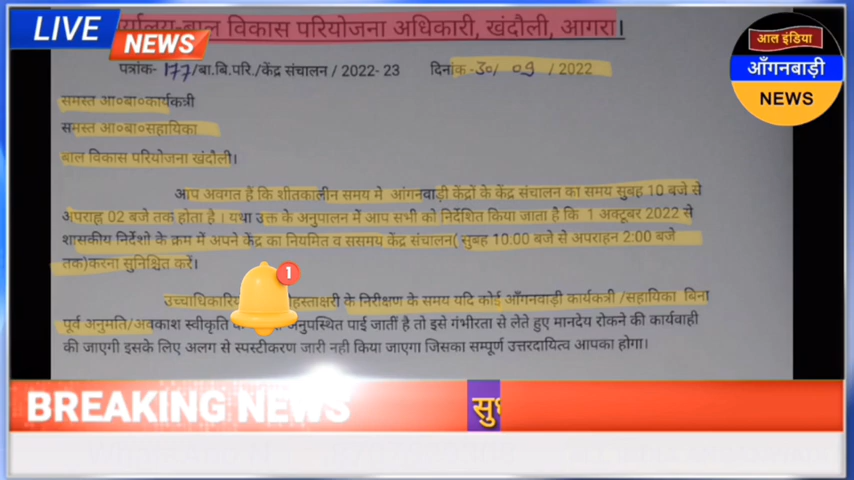 LIVE
NEWS
बाल विकास परियोजना अधिकारी, खंदौली, आगरा।
पत्रांक- 177/बा.बि.परि./केंद्र संचालन / 2022- 23 दिनांक -30/ 09 / 2022
आल इंडिया
आँगनबाड़ी
NEWS
समस्त आ०बा०कार्यकत्री
समस्त आ०बा०सहायिका
बाल विकास परियोजना खंदौली।
आप अवगत हैं कि शीतकालीन समय मे आंगनवाड़ी केंद्रों के केंद्र संचालन का समय सुबह 10 बजे से
अपराह्न 02 बजे तक होता है । यथा उक्त के अनुपालन में आप सभी को निर्देशित किया जाता है कि 1 अक्टूबर 2022 से
शासकीय निर्देशो के क्रम में अपने केंद्र का नियमित व ससमय केंद्र संचालन( सुबह 10.00 बजे से अपराहन 2:00 बजे
तक)करना सुनिश्चित करें।
1
के निरीक्षण के समय यदि कोई आँगनवाड़ी कार्यकत्री /सहायिका बिना
पूर्व अनुमति/अवकाश स्वीकृति अनुपस्थित पाई जातीं है तो इसे गंभीरता से लेते हुए मानदेय रोकने की कार्यवाही
की जाएगी इसके लिए अलग से स्पस्टीकरण जारी नही किया जाएगा जिसका सम्पूर्ण उत्तरदायित्व आपका होगा।
BREAKING NEWS